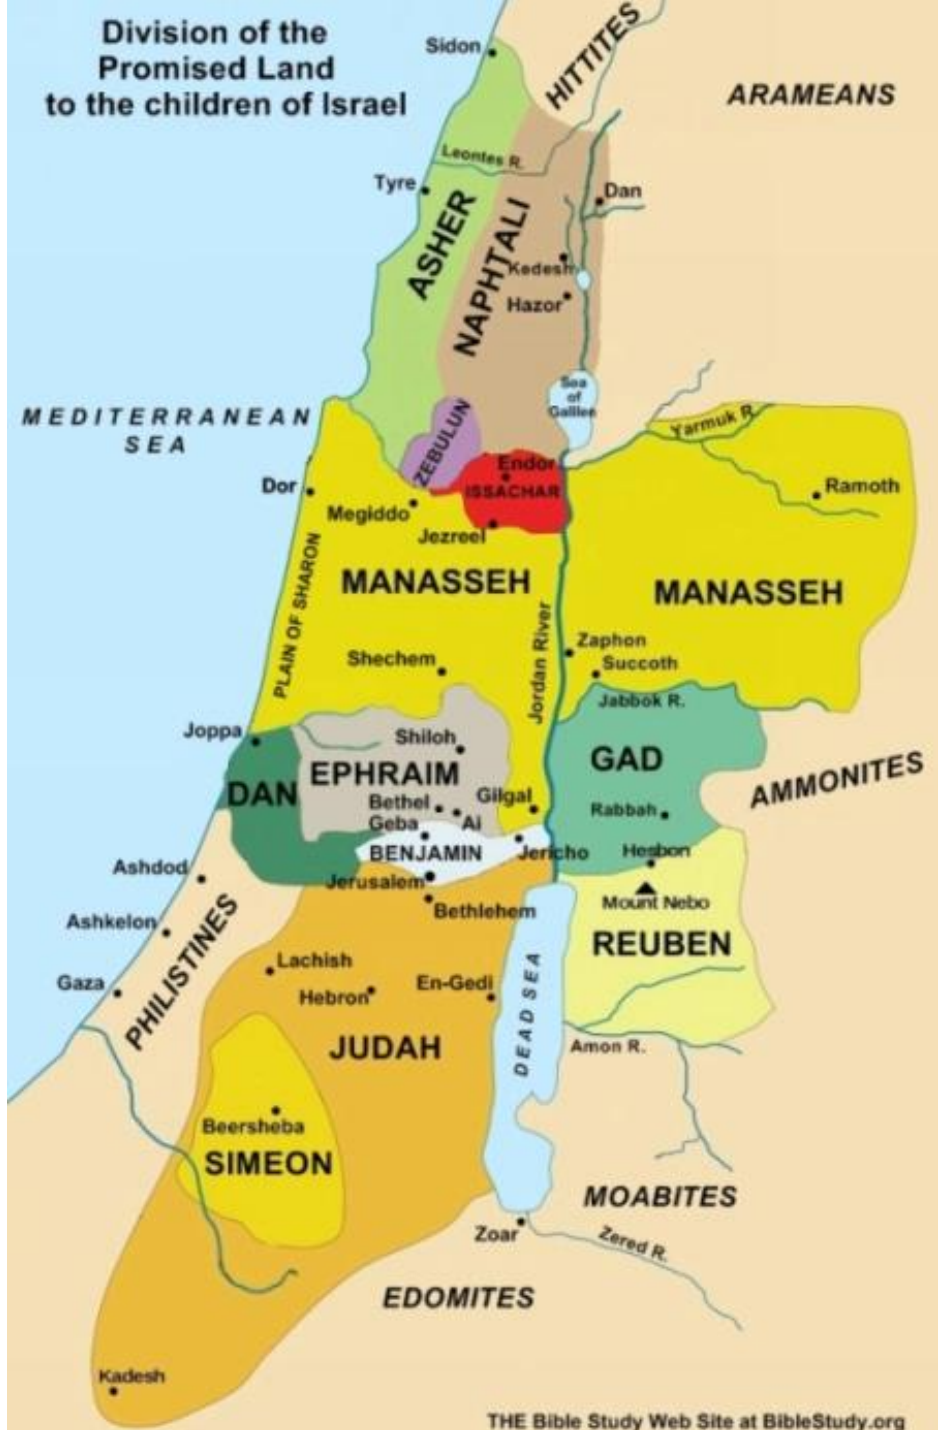 Division of the
Promised Land
to the children of Israel
Sidon
HITTITES
ARAMEANS
Leontes R.
Tyre
Dan
ASHER
NAPHTALI
Kedesh
Hazor
Sea
of
Galilee
MEDITERRANEAN
SEA
ZEBULUN
Yarmuk R.
Endor
ISSACHAR
Dor
Ramoth
Megiddo
Jezreel
PLAIN OF SHARON
MANASSEH
MANASSEH
Jordan River
Zaphon
Shechem
Succoth
Jabbok R.
Joppa
Shiloh
GAD
EPHRAIM
DAN
AMMONITES
Bethel
Gilgal
Rabbah
Geba
Ai
BENJAMIN
Jericho
Hesbon
Ashdod
Jerusalem
Mount Nebo
Bethlehem
Ashkelon
PHILISTINES
REUBEN
Lachish
Gaza
Hebron
En-Gedi
DEAD SEA
JUDAH
Arnon R.
Beersheba
SIMEON
MOABITES
Zoar
Zered R.
EDOMITES
Kadesh
THE Bible Study Web Site at BibleStudy.org